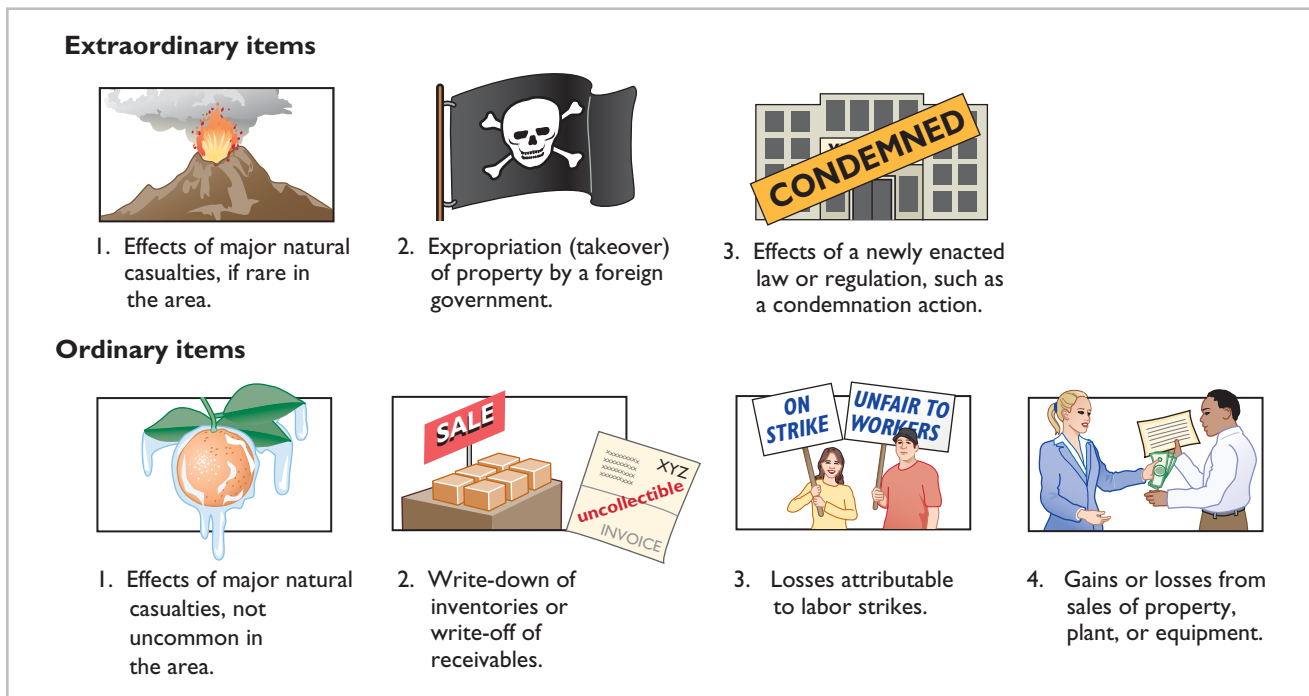 Extraordinary items
CONDEMNED
1. Effects of major natural
casualties, if rare in
the area.
2. Expropriation (takeover)
of property by a foreign
government.
3. Effects of a newly enacted
law or regulation, such as
a condemnation action.
Ordinary items
SALE
xxxxxxxxx
xxxxxxxxx
xxxxxxxxx
xxxxxxxxx
XYZ
uncollectible
INVOICE
ON
STRIKE
UNFAIR TO
WORKERS
1. Effects of major natural
casualties, not
uncommon in
the area.
2. Write-down of
inventories or
write-off of
receivables.
3. Losses attributable
to labor strikes.
4. Gains or losses from
sales of property,
plant, or equipment.